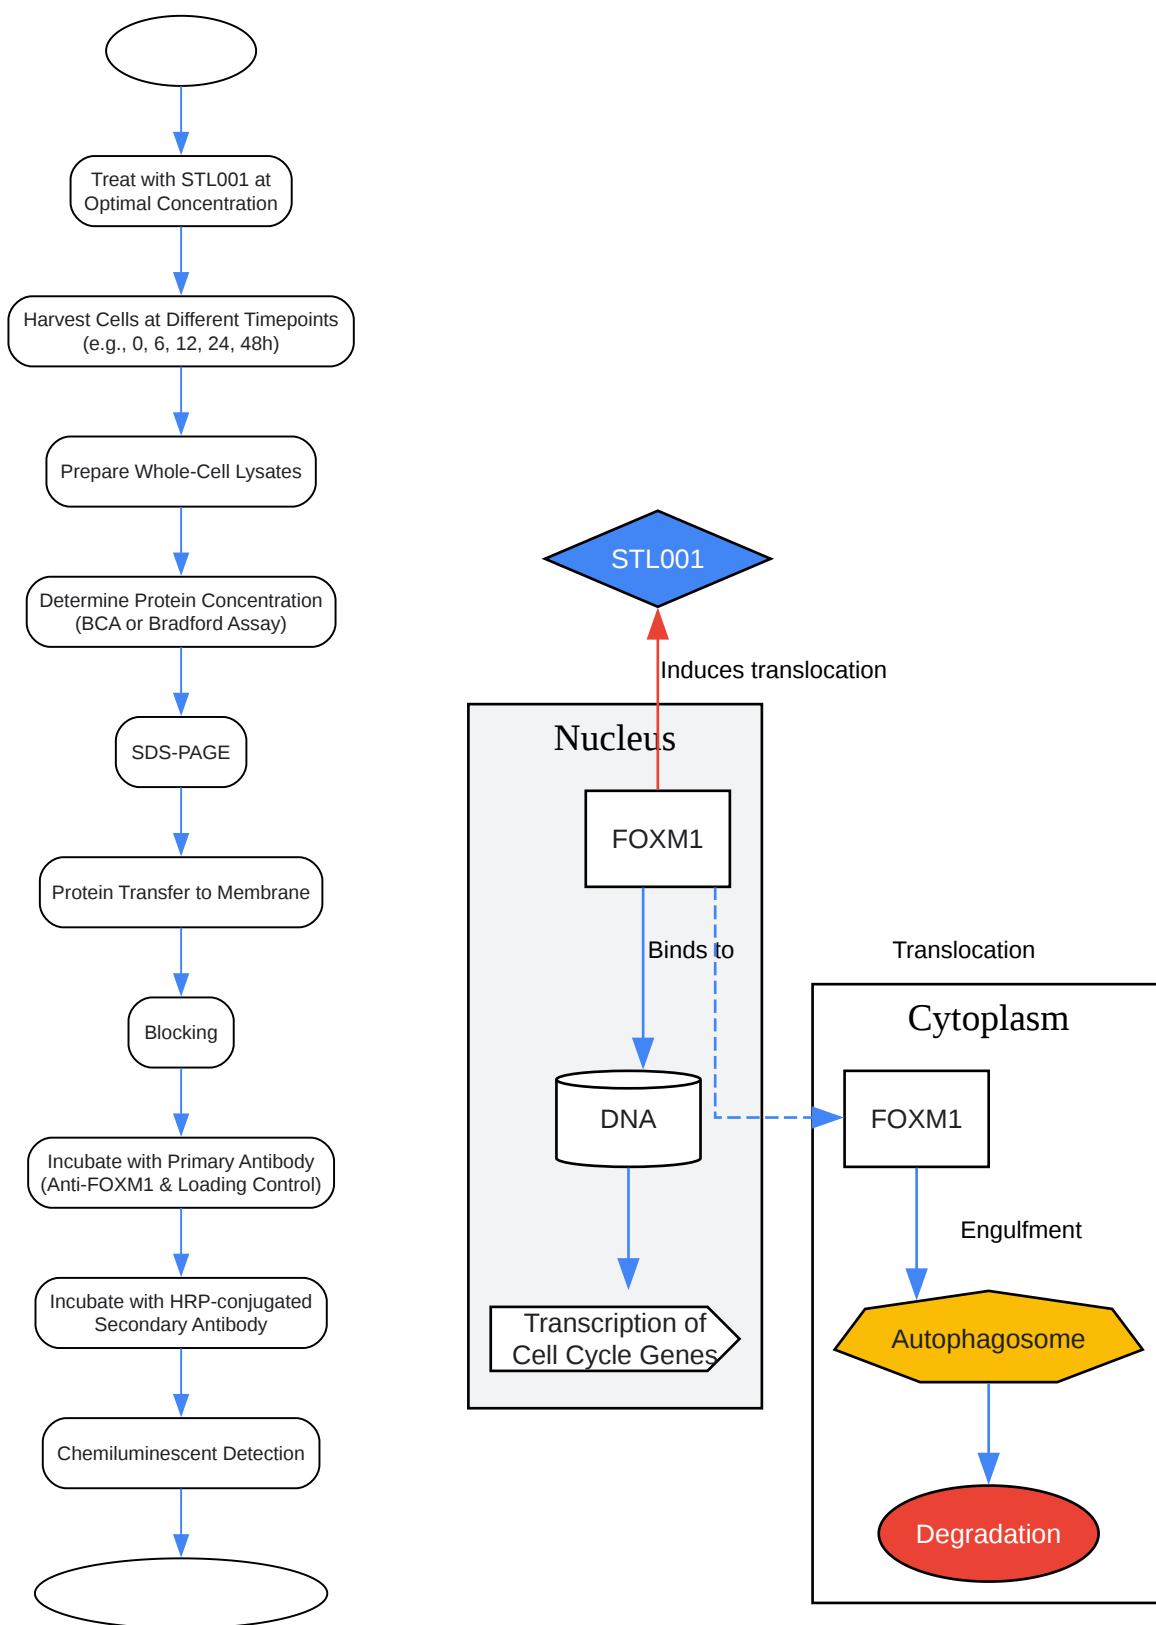 Treat with STL001 at
Optimal Concentration
Harvest Cells at Different Timepoints
(e.g., 0, 6, 12, 24, 48h)
Prepare Whole-Cell Lysates
Determine Protein Concentration
(BCA or Bradford Assay)
SDS-PAGE
Protein Transfer to Membrane
Blocking
Incubate with Primary Antibody
(Anti-FOXM1 & Loading Control)
Incubate with HRP-conjugated
Secondary Antibody
Chemiluminescent Detection
STL001
Induces translocation
Nucleus
FOXM1
Binds to
DNA
Transcription of
Cell Cycle Genes
Translocation
Cytoplasm
FOXM1
Engulfment
Autophagosome
Degradation